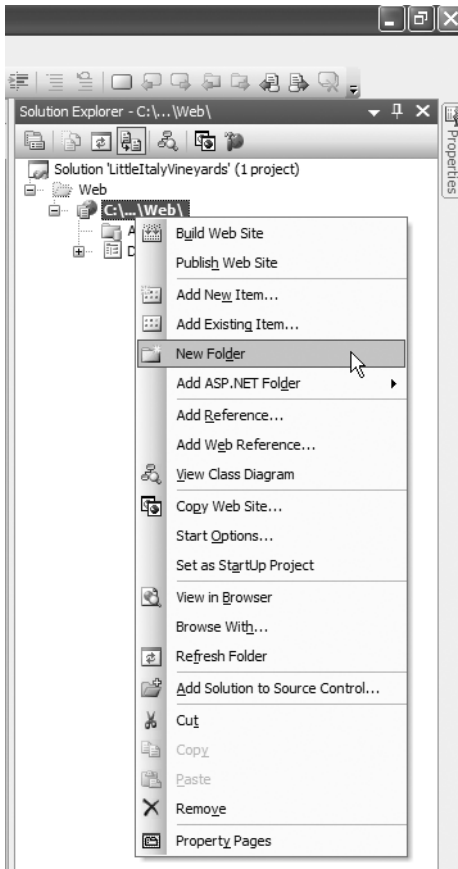 Solution Explorer - C:\...\Web\
Properties
Solution 'LittleItalyVineyards' (1 project)
Web
C:\...\Web\
A
D
Build Web Site
Publish Web Site
Add New Item...
Add Existing Item...
New Folder
Add ASP.NET Folder
Add Reference...
Add Web Reference...
View Class Diagram
Copy Web Site...
Start Options...
Set as StartUp Project
View in Browser
Browse With...
Refresh Folder
Add Solution to Source Control...
Cut
Copy
Paste
Remove
Property Pages